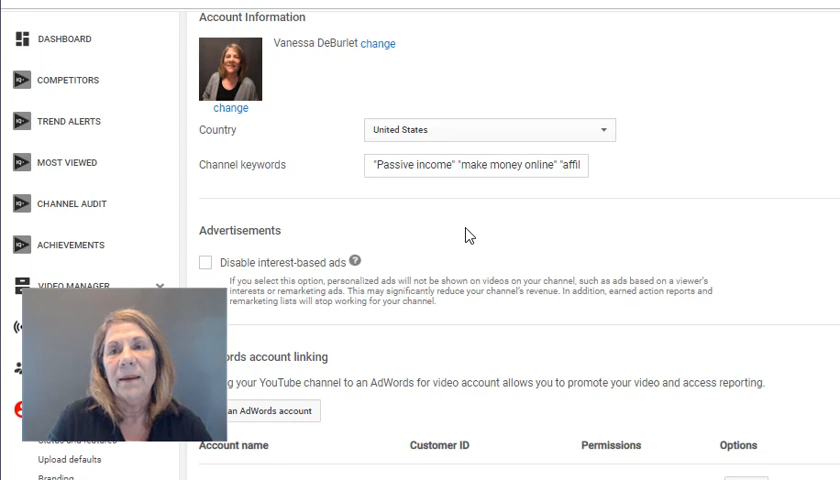 Account Information
DASHBOARD
Vanessa DeBurlet change
COMPETITORS
change
TREND ALERTS
Country
United States
MOST VIEWED
Channel keywords
"Passive income" "make money online" "affil
CHANNEL AUDIT
Advertisements
ACHIEVEMENTS
Disable interest-based ads
VIDEO MANAGER
If you select this option, personalized ads will not be shown on videos on your channel, such as ads based on a viewer's
interests or remarketing ads. This may significantly reduce your channel's revenue. In addition, earned action reports and
remarketing lists will stop working for your channel.
ords account linking
g your YouTube channel to an AdWords for video account allows you to promote your video and access reporting.
an AdWords account
Status and features
Account name
Customer ID
Permissions
Options
Upload defaults
Branding